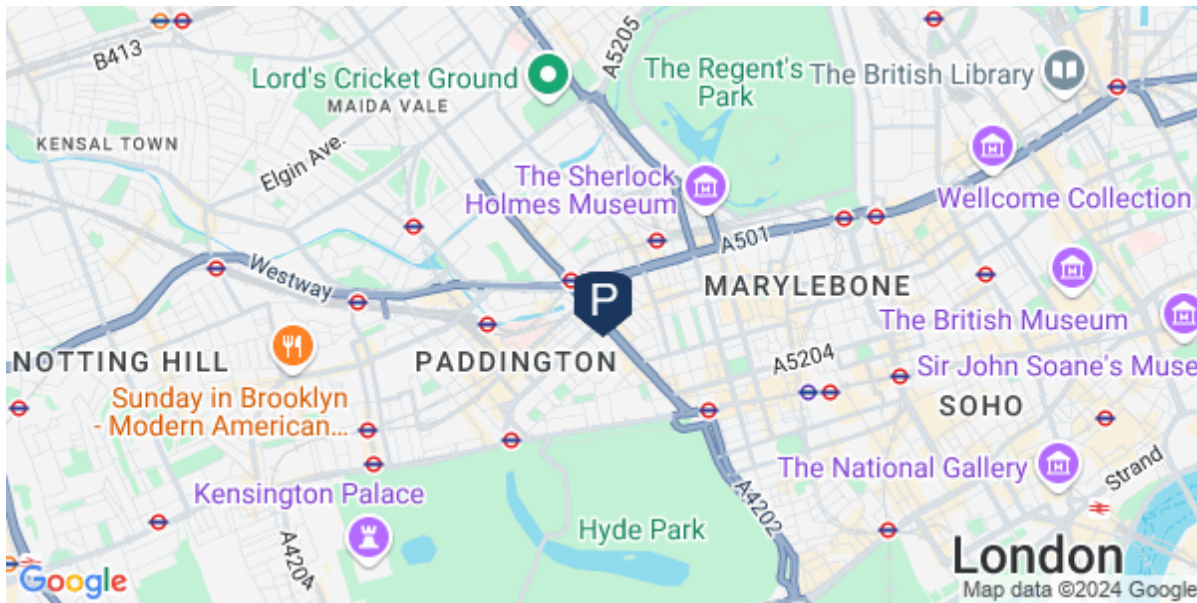 B413
A5205
Lord's Cricket Ground
MAIDA VALE
The Regent's
Park
The British Library
KENSAL TOWN
Elgin Ave.
The Sherlock
Holmes Museum
Wellcome Collection
A501
Westway
P
MARYLEBONE
The British Museum
NOTTING HILL
PADDINGTON
A5204
Sir John Soane's Muse
Sunday in Brooklyn
- Modern American...
SOHO
Kensington Palace
The National Gallery
Strand
A4202
Hyde Park
A4204
London
Google
Map data ©2024 Google